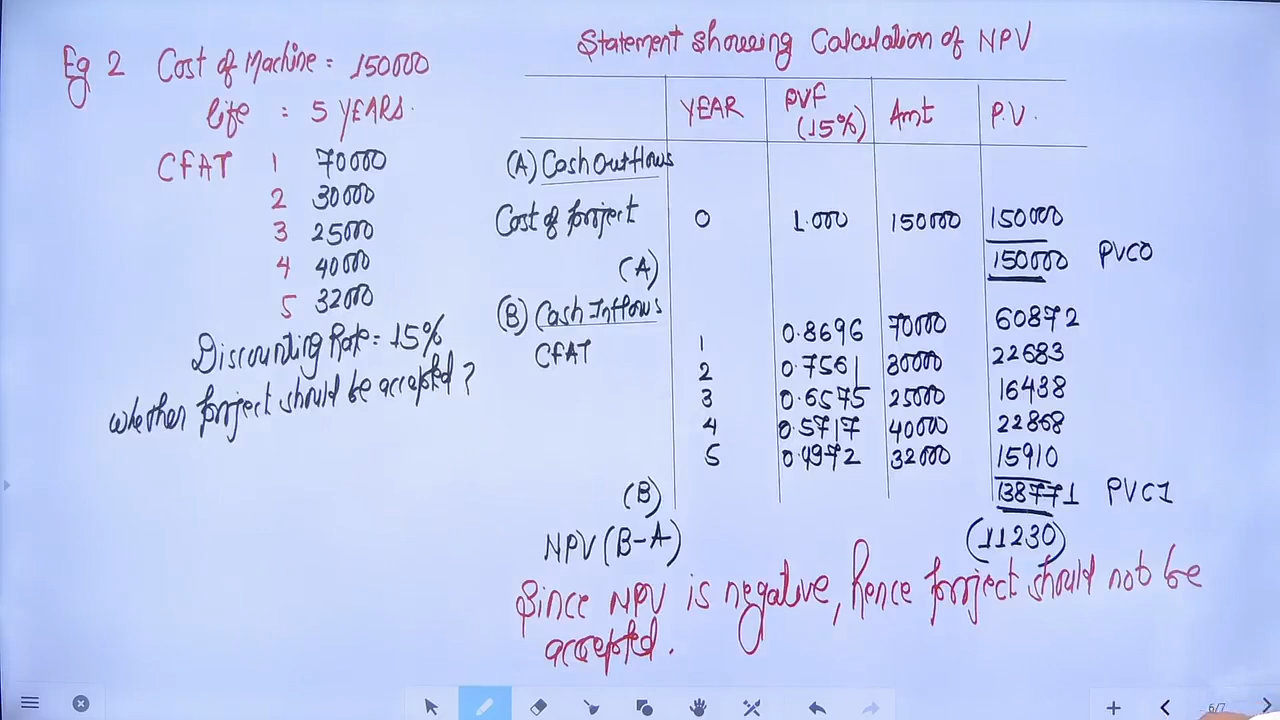 Eg 2 Cost of Machine = 150000
life : 5 YEARS.
CFAT 1 70000
2 30000
3 25000
4 40000
5 32000
Discounting Rate = 15%
whether project should be accepted ?
Statement Showing Calculation of NPV
YEAR PVF (15%) Amt P.V.
(A) Cash Outflows
Cost of project 0 1.000 150000 150000
(A) 150000 PVCO
(B) Cash Inflows
CFAT 1 0.8696 70000 60872
2 0.7561 30000 22683
3 0.6575 25000 16438
4 0.5717 40000 22868
5 0.4972 32000 15910
(B) 138771 PVCI
NPV (B-A) (11230)
Since NPV is negative, hence project should not be
accepted.
6/7